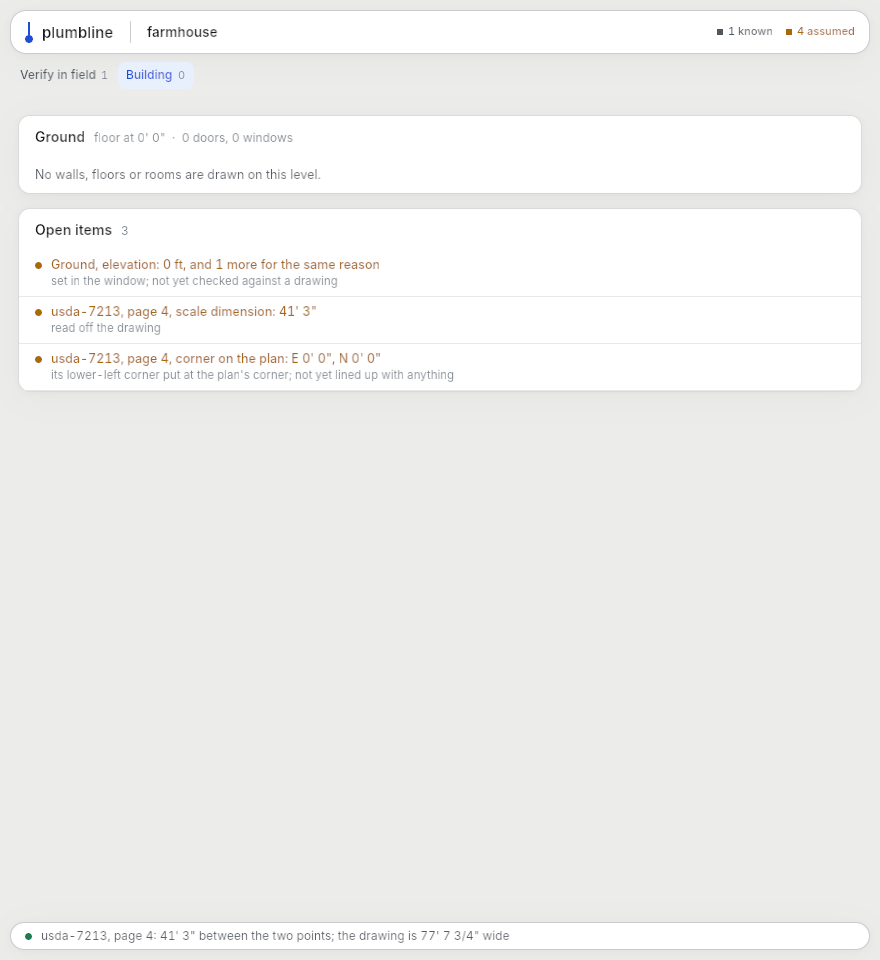 plumbline farmhouse 1 known 4 assumed
Verify in field 1 Building 0
Ground floor at 0' 0" · 0 doors, 0 windows
No walls, floors or rooms are drawn on this level.
Open items 3
Ground, elevation: 0 ft, and 1 more for the same reason
set in the window; not yet checked against a drawing
usda-7213, page 4, scale dimension: 41' 3"
read off the drawing
usda-7213, page 4, corner on the plan: E 0' 0", N 0' 0"
its lower-left corner put at the plan's corner; not yet lined up with anything
usda-7213, page 4: 41' 3" between the two points; the drawing is 77' 7 3/4" wide